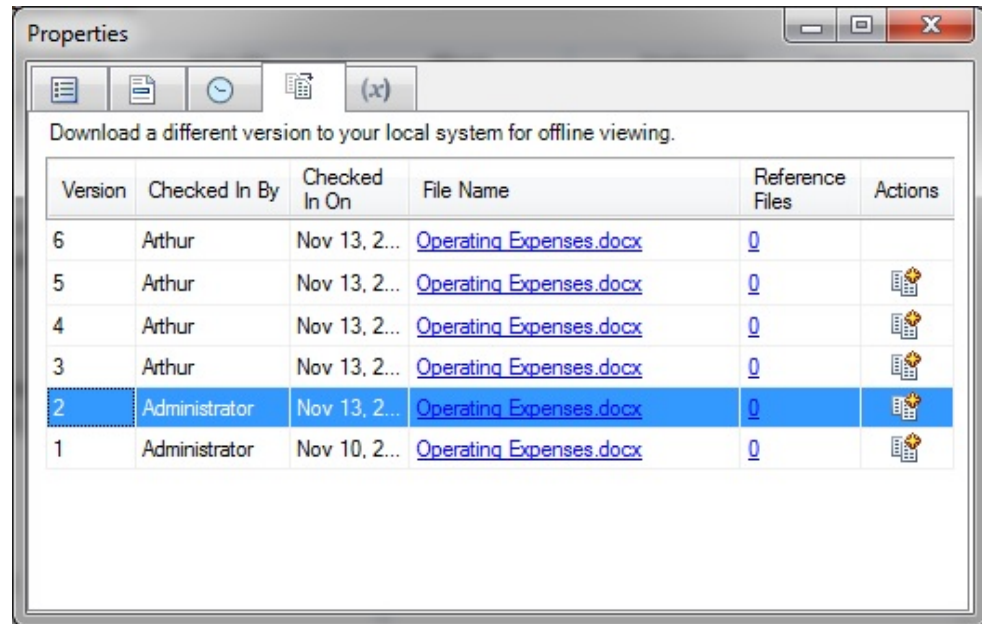 Properties
(x)
Download a different version to your local system for offline viewing.
Version Checked In By Checked In On File Name Reference Files Actions
6 Arthur Nov 13, 2... Operating Expenses.docx 0
5 Arthur Nov 13, 2... Operating Expenses.docx 0
4 Arthur Nov 13, 2... Operating Expenses.docx 0
3 Arthur Nov 13, 2... Operating Expenses.docx 0
2 Administrator Nov 13, 2... Operating Expenses.docx 0
1 Administrator Nov 10, 2... Operating Expenses.docx 0